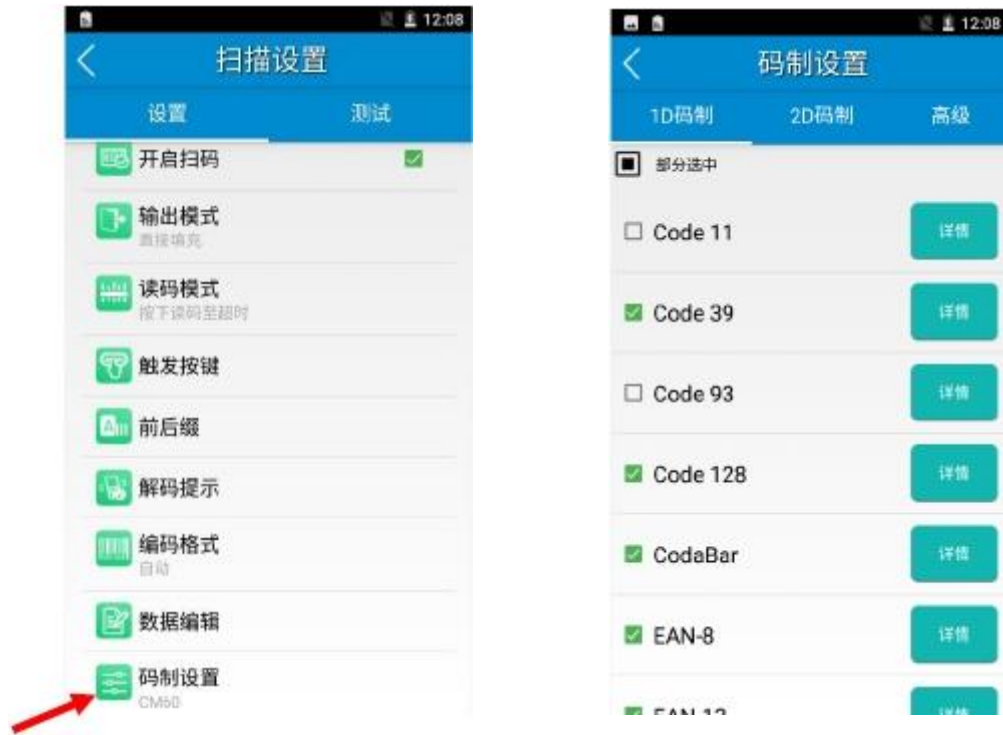 12:08
扫描设置
设置 测试
开启扫码
输出模式
直接填充
读码模式
按下读码至超时
触发按键
前后缀
解码提示
编码格式
自动
数据编辑
码制设置
CM60
12:08
码制设置
1D码制 2D码制 高级
部分选中
Code 11 详情
Code 39 详情
Code 93 详情
Code 128 详情
CodaBar 详情
EAN-8 详情
EAN-13 详情